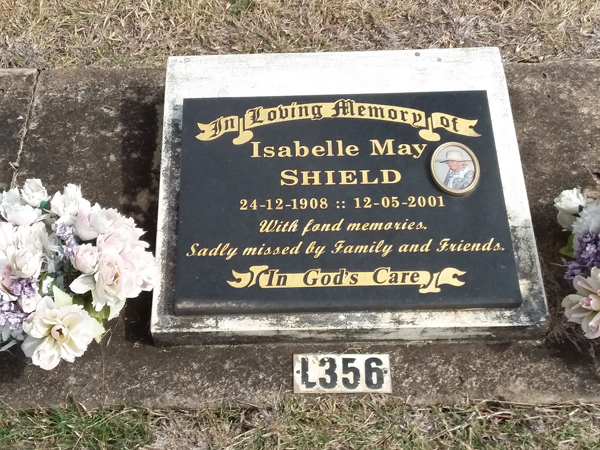 In Loving Memory of
Isabelle May
SHIELD
24-12-1908 :: 12-05-2001
With fond memories.
Sadly missed by Family and Friends.
In God's Care
L356